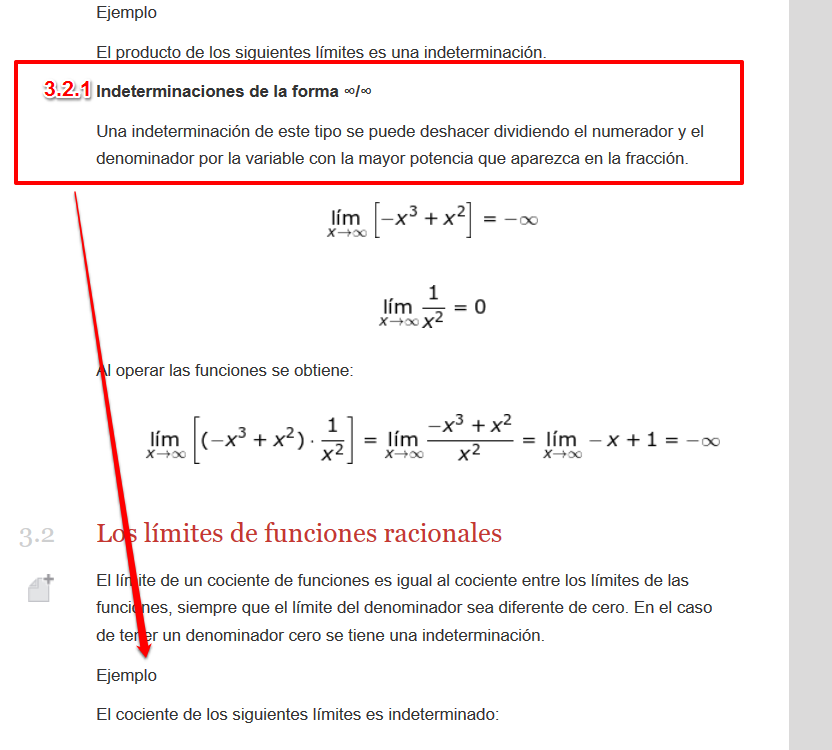 Ejemplo
El producto de los siguientes límites es una indeterminación.
3.2.1 Indeterminaciones de la forma ∞/∞
Una indeterminación de este tipo se puede deshacer dividiendo el numerador y el
denominador por la variable con la mayor potencia que aparezca en la fracción.
lím x→∞ [−x³ + x²] = −∞
lím x→∞ 1/x² = 0
Al operar las funciones se obtiene:
lím x→∞ [(−x³ + x²) · 1/x²] = lím x→∞ −x³ + x²/x² = lím x→∞ − x + 1 = −∞
3.2 Los límites de funciones racionales
El límite de un cociente de funciones es igual al cociente entre los límites de las
funciones, siempre que el límite del denominador sea diferente de cero. En el caso
de tener un denominador cero se tiene una indeterminación.
Ejemplo
El cociente de los siguientes límites es indeterminado: